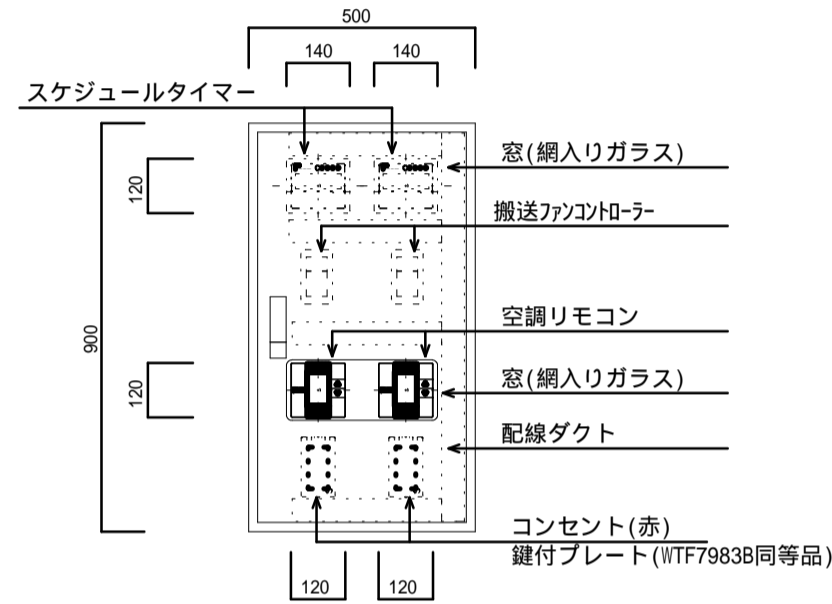 500
140
140
スケジュールタイマー
窓(網入りガラス)
120
搬送ファンコントローラー
空調リモコン
900
窓(網入りガラス)
120
配線ダクト
コンセント(赤)
鍵付プレート(WTF7983B同等品)
120
120